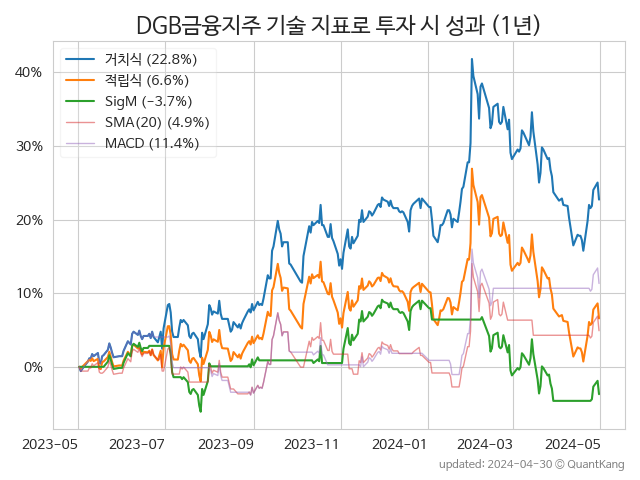 DGB금융지주 기술 지표로 투자 시 성과 (1년)
거치식 (22.8%)
적립식 (6.6%)
SigM (−3.7%)
SMA(20) (4.9%)
MACD (11.4%)
40%
30%
20%
10%
0%
2023-05 2023-07 2023-09 2023-11 2024-01 2024-03 2024-05
updated: 2024-04-30 © QuantKang